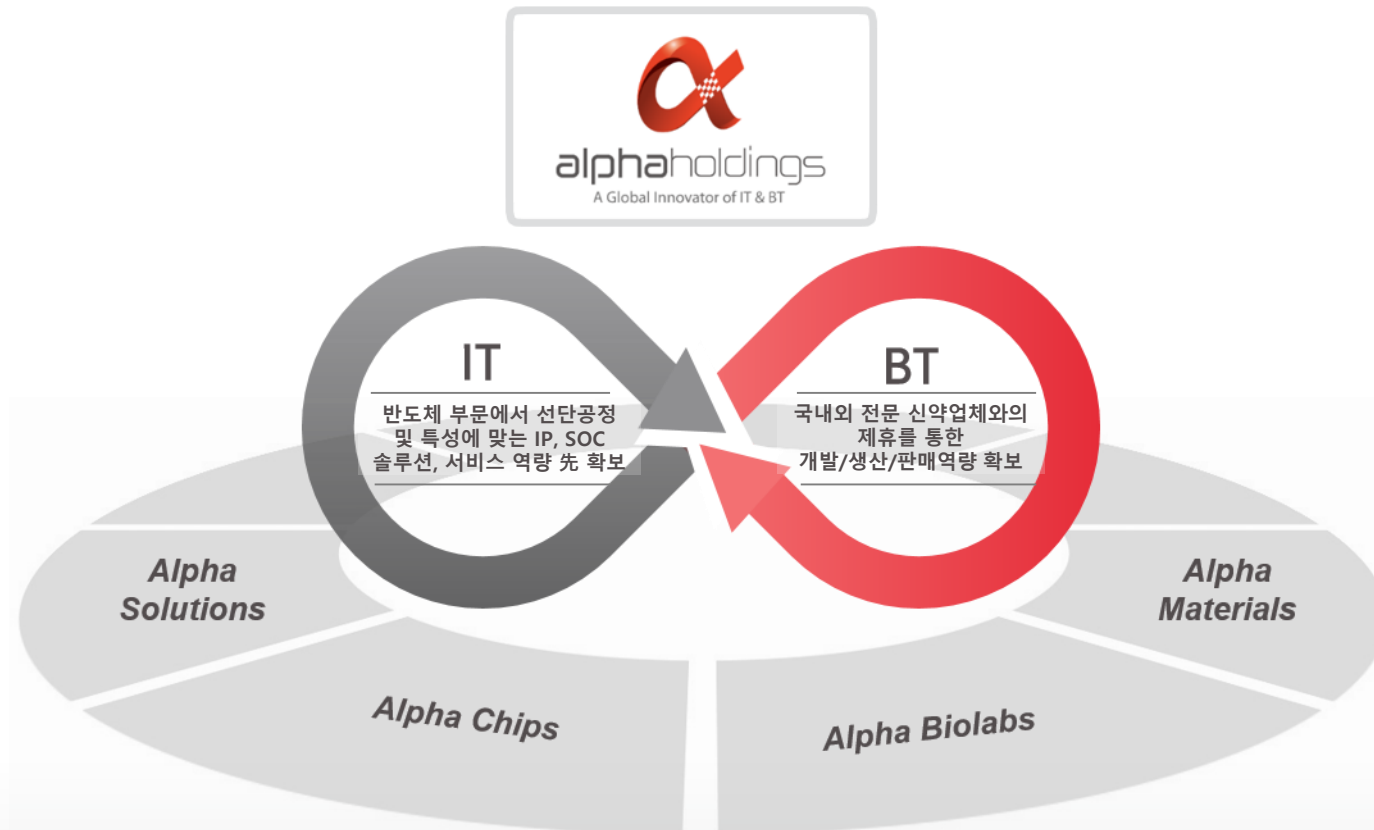 alphaholdings
A Global Innovator of IT & BT
IT
반도체 부문에서 선단공정
및 특성에 맞는 IP, SOC
솔루션, 서비스 역량 先 확보
BT
국내외 전문 신약업체와의
제휴를 통한
개발/생산/판매역량 확보
Alpha
Solutions
Alpha Chips
Alpha Biolabs
Alpha
Materials